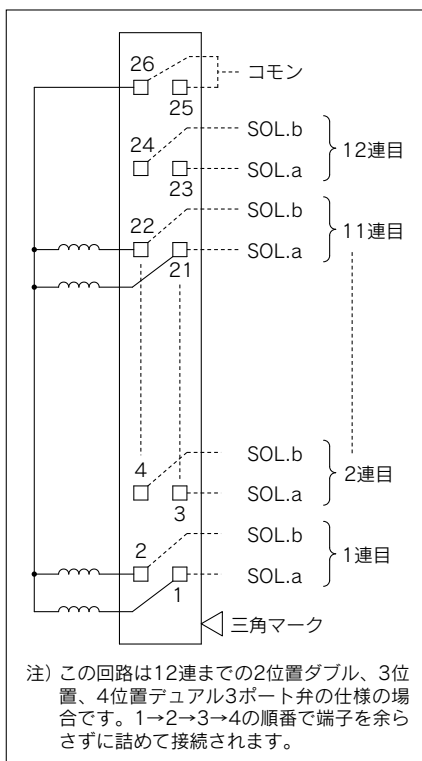 26
コモン
25
24
SOL.b
12連目
SOL.a
23
22
SOL.b
11連目
SOL.a
21
4
SOL.b
2連目
SOL.a
3
2
SOL.b
1連目
SOL.a
1
三角マーク
注) この回路は12連までの2位置ダブル、3位
置、4位置デュアル3ポート弁の仕様の場
合です。1→2→3→4の順番で端子を余ら
さずに詰めて接続されます。